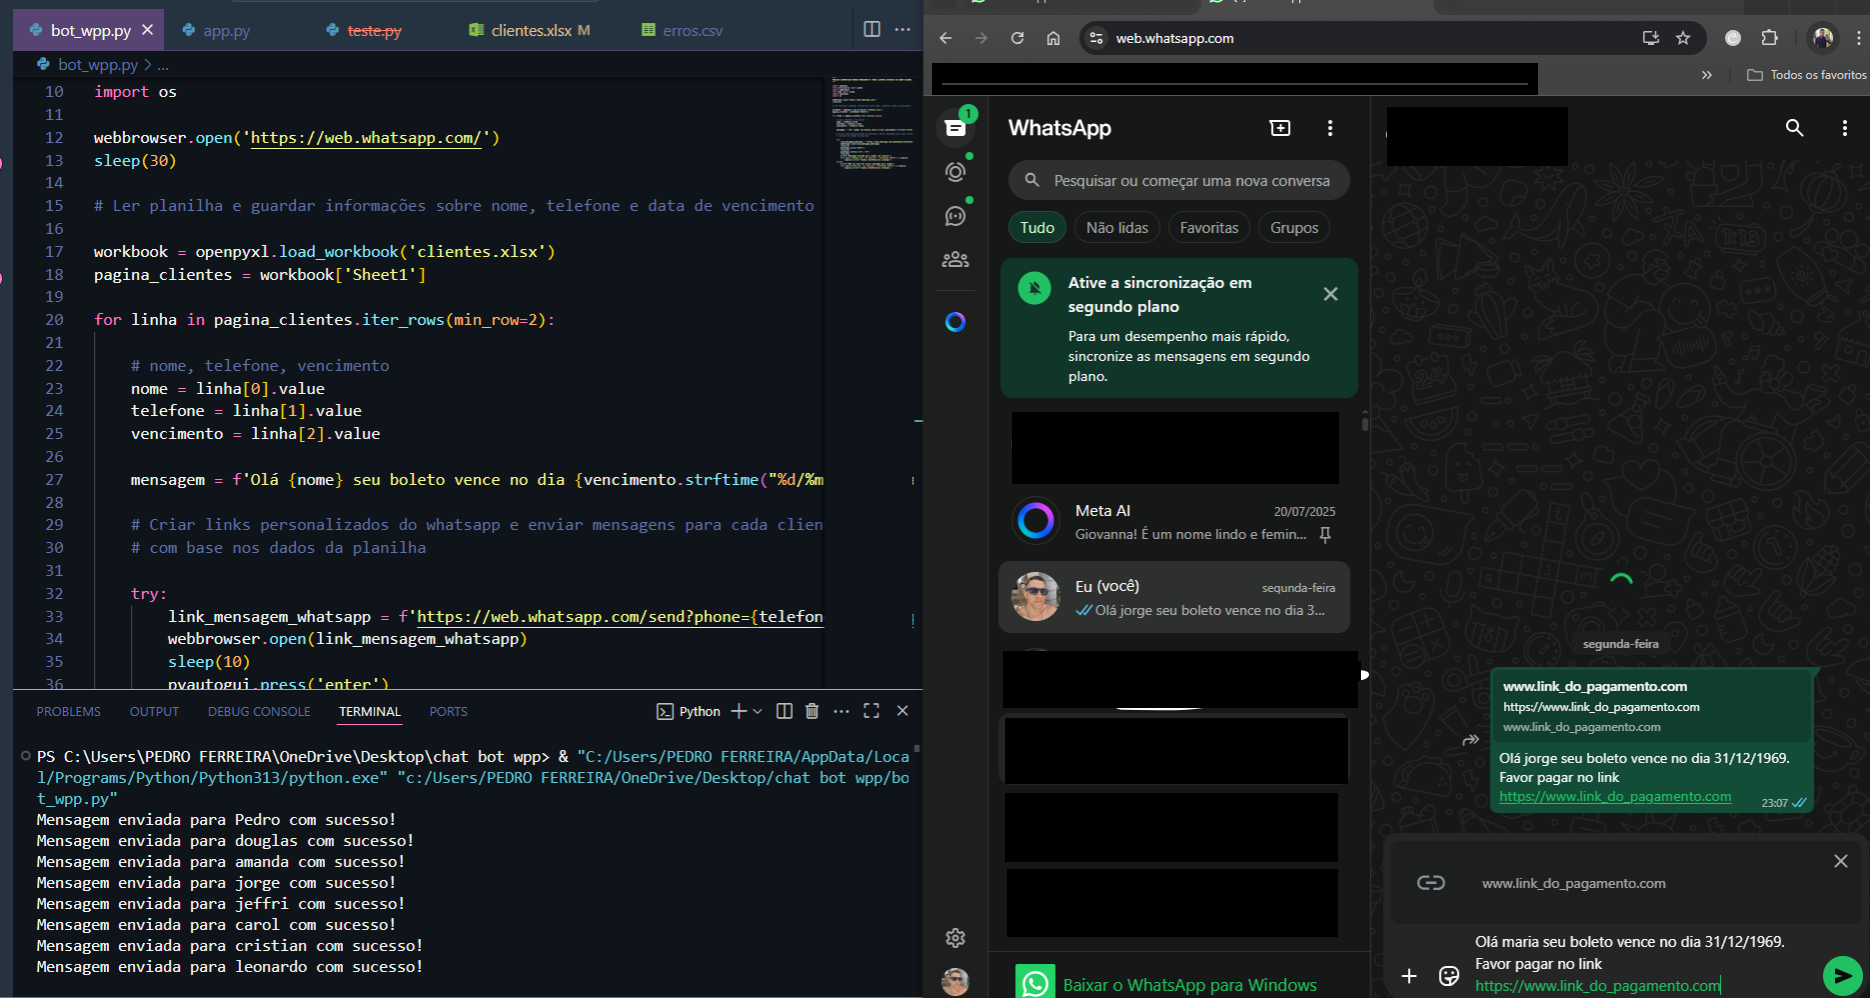 bot_wpp.py
app.py
teste.py
clientes.xlsx M
erros.csv
bot_wpp.py > ...
10 import os
11
12 webbrowser.open('https://web.whatsapp.com/')
13 sleep(30)
14
15 # Ler planilha e guardar informações sobre nome, telefone e data de vencimento
16
17 workbook = openpyxl.load_workbook('clientes.xlsx')
18 pagina_clientes = workbook['Sheet1']
19
20 for linha in pagina_clientes.iter_rows(min_row=2):
21
22 # nome, telefone, vencimento
23 nome = linha[0].value
24 telefone = linha[1].value
25 vencimento = linha[2].value
26
27 mensagem = f'Olá {nome} seu boleto vence no dia {vencimento.strftime("%d/%m
28
29 # Criar links personalizados do whatsapp e enviar mensagens para cada clien
30 # com base nos dados da planilha
31
32 try:
33 link_mensagem_whatsapp = f'https://web.whatsapp.com/send?phone={telefon
34 webbrowser.open(link_mensagem_whatsapp)
35 sleep(10)
36 pyautogui.press('enter')
PROBLEMS
OUTPUT
DEBUG CONSOLE
TERMINAL
PORTS
Python
PS C:\Users\PEDRO FERREIRA\OneDrive\Desktop\chat bot wpp> & "C:/Users/PEDRO FERREIRA/AppData/Loca
l/Programs/Python/Python313/python.exe" "c:/Users/PEDRO FERREIRA/OneDrive/Desktop/chat bot wpp/bo
t_wpp.py"
Mensagem enviada para Pedro com sucesso!
Mensagem enviada para douglas com sucesso!
Mensagem enviada para amanda com sucesso!
Mensagem enviada para jorge com sucesso!
Mensagem enviada para jeffri com sucesso!
Mensagem enviada para carol com sucesso!
Mensagem enviada para cristian com sucesso!
Mensagem enviada para leonardo com sucesso!
web.whatsapp.com
»
Todos os favoritos
1
WhatsApp
Pesquisar ou começar uma nova conversa
Tudo
Não lidas
Favoritas
Grupos
Ative a sincronização em
segundo plano
Para um desempenho mais rápido,
sincronize as mensagens em segundo
plano.
Meta AI
20/07/2025
Giovanna! É um nome lindo e femin...
Eu (você)
segunda-feira
Olá jorge seu boleto vence no dia 3...
Baixar o WhatsApp para Windows
segunda-feira
www.link_do_pagamento.com
https://www.link_do_pagamento.com
www.link_do_pagamento.com
Olá jorge seu boleto vence no dia 31/12/1969.
Favor pagar no link
https://www.link_do_pagamento.com
23:07
www.link_do_pagamento.com
Olá maria seu boleto vence no dia 31/12/1969.
Favor pagar no link
https://www.link_do_pagamento.com